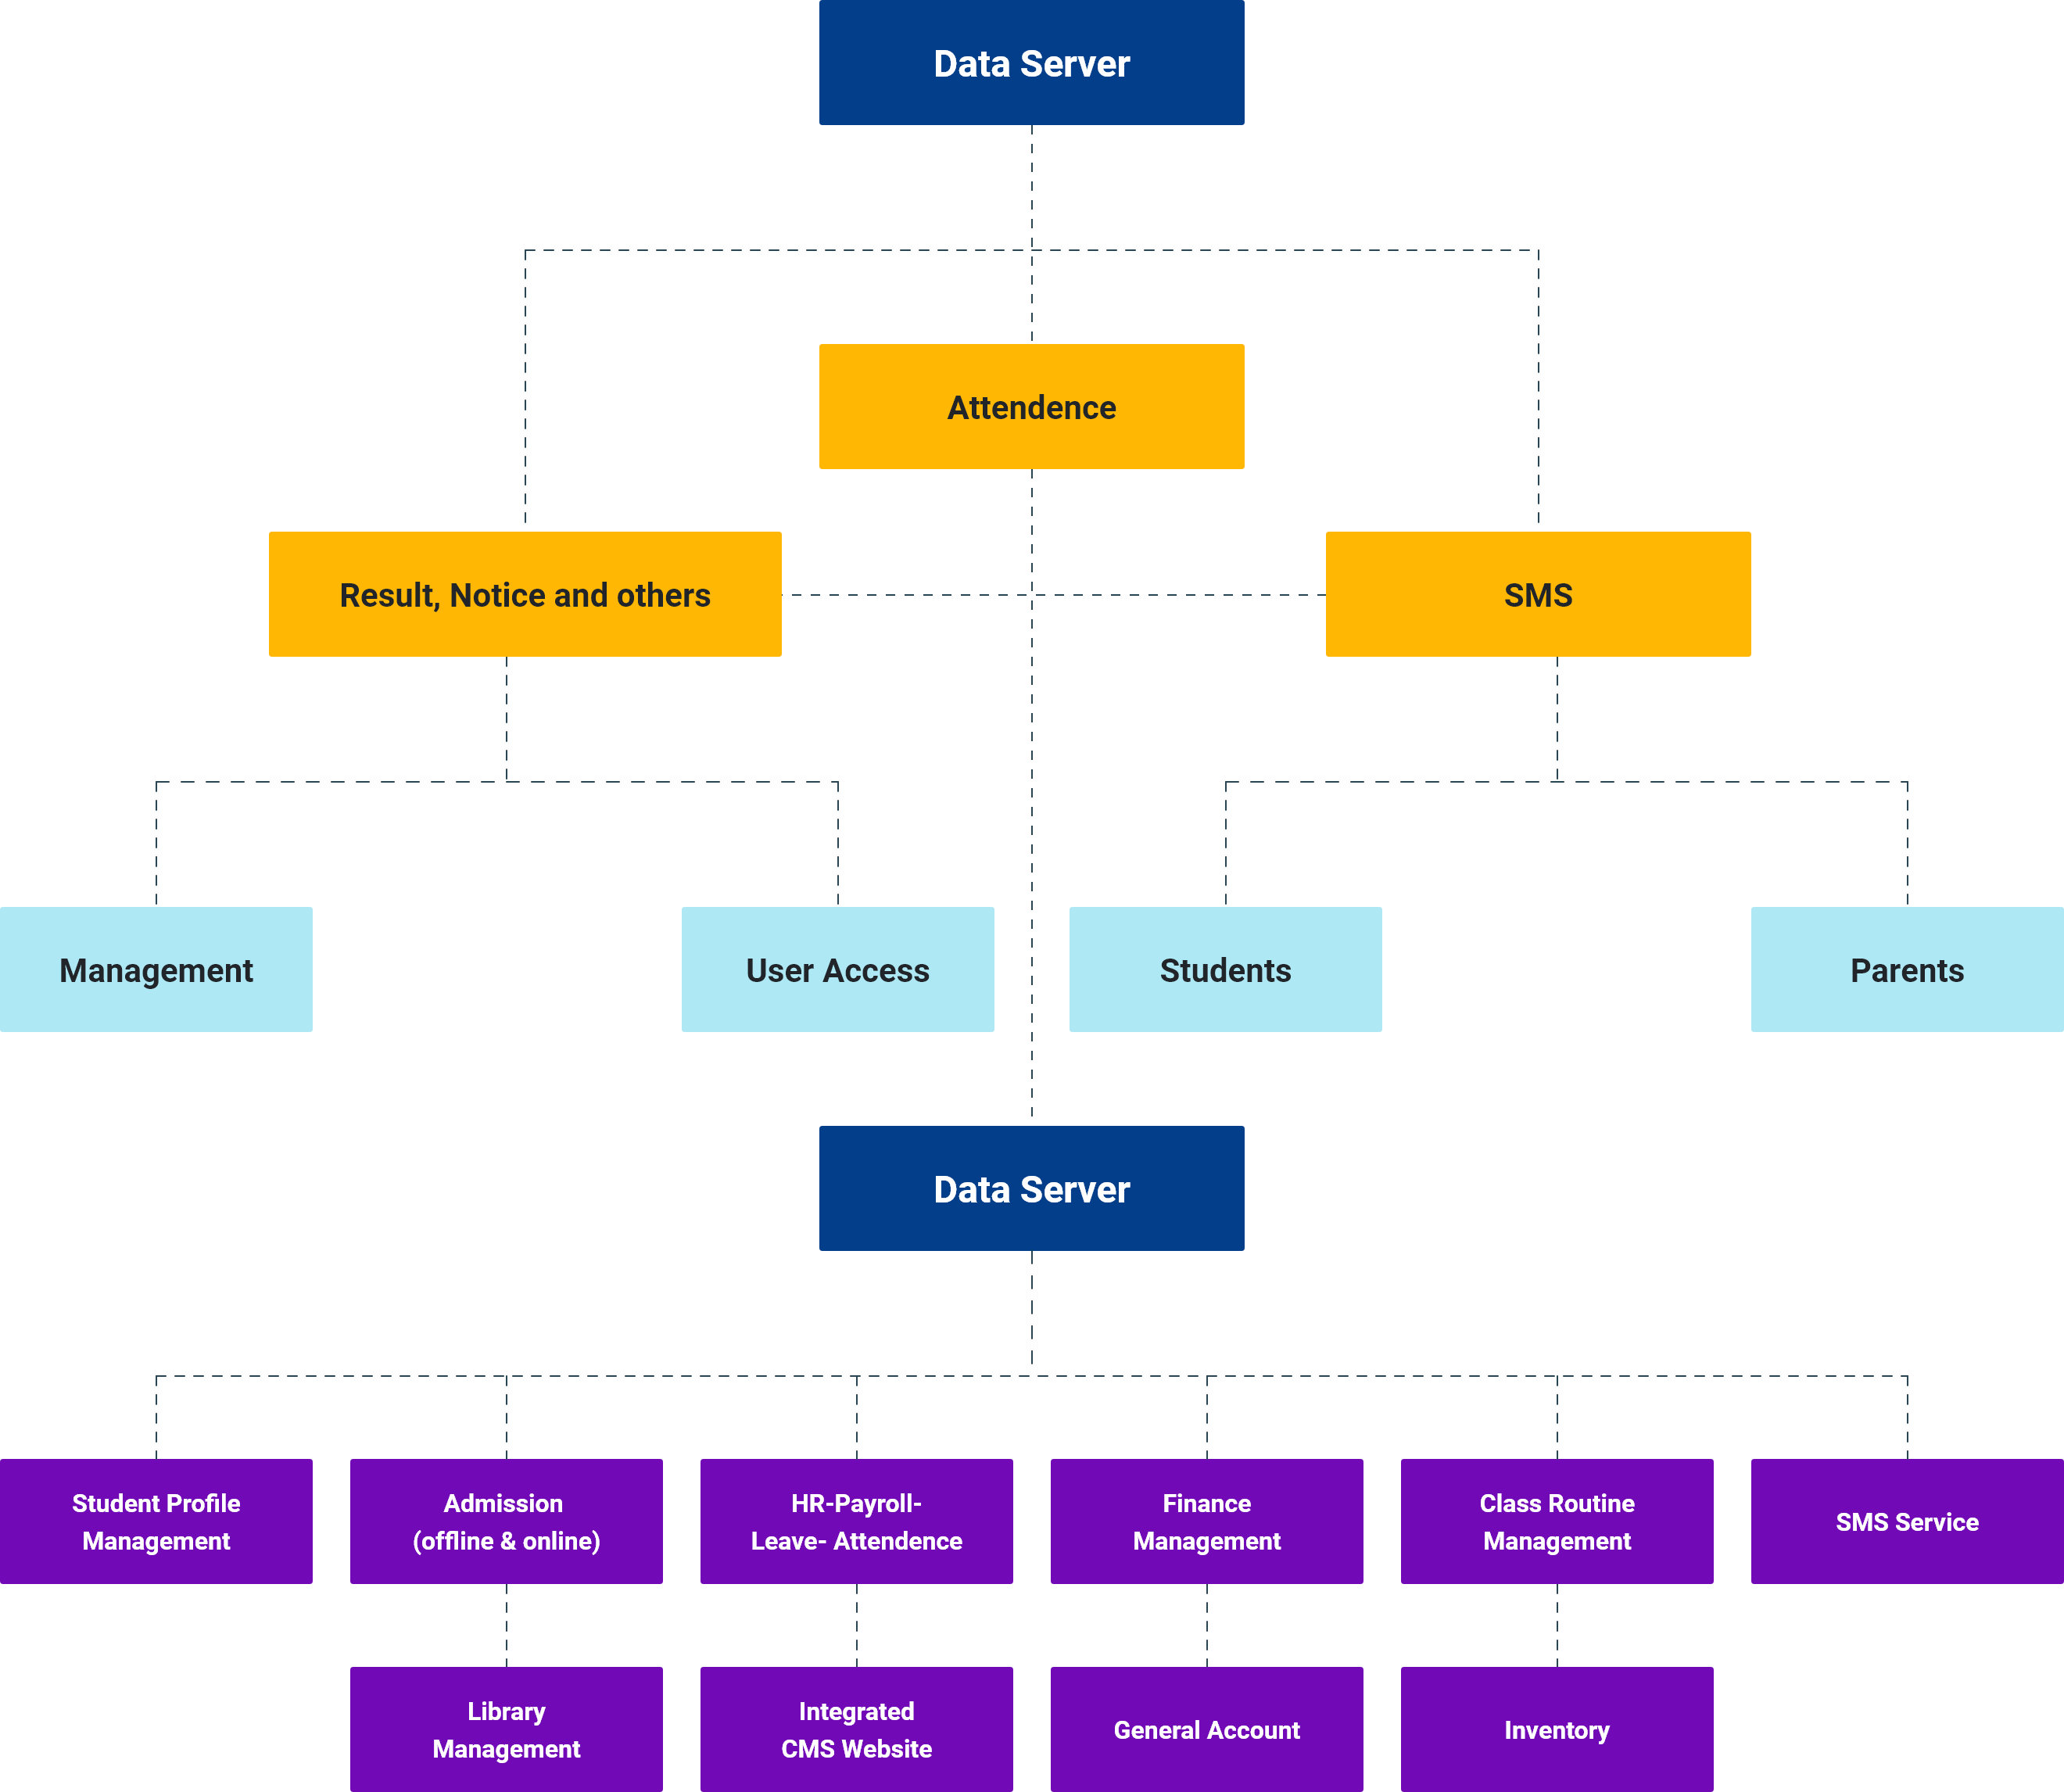 Data Server
Attendence
Result, Notice and others
SMS
Management
User Access
Students
Parents
Data Server
Student Profile
Management
Admission
(offline & online)
HR-Payroll-
Leave- Attendence
Finance
Management
Class Routine
Management
SMS Service
Library
Management
Integrated
CMS Website
General Account
Inventory